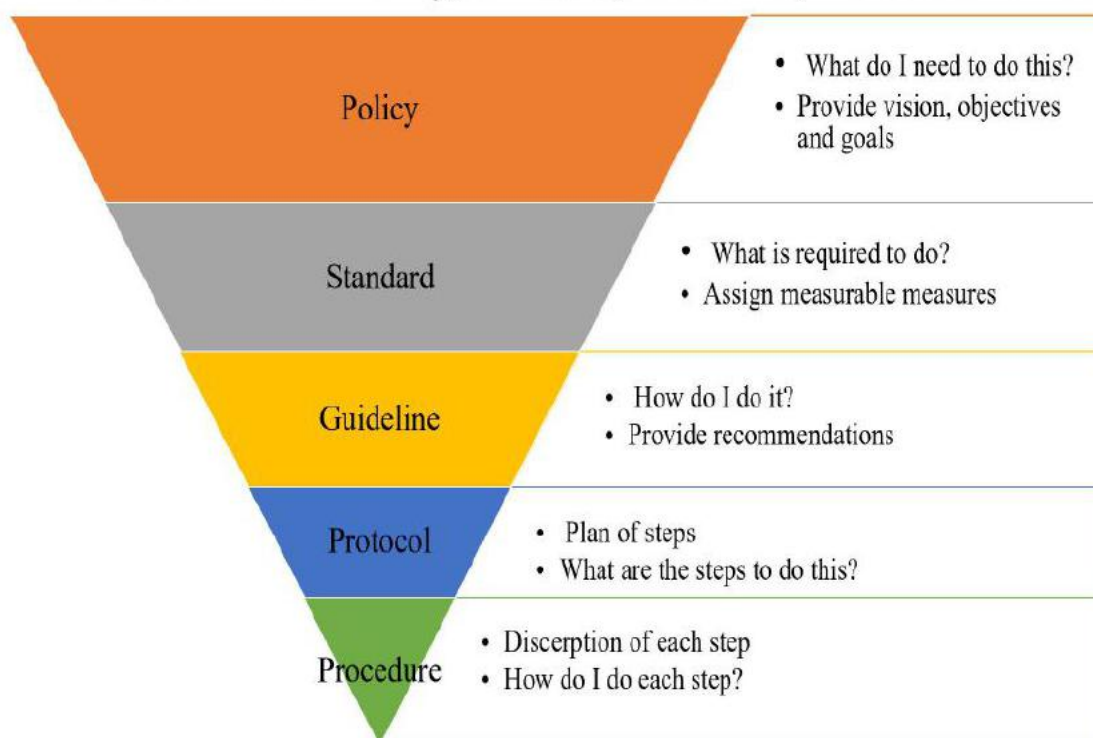 Policy
• What do I need to do this?
• Provide vision, objectives
and goals
Standard
• What is required to do?
• Assign measurable measures
Guideline
• How do I do it?
• Provide recommendations
Protocol
• Plan of steps
• What are the steps to do this?
Procedure
• Discerption of each step
• How do I do each step?